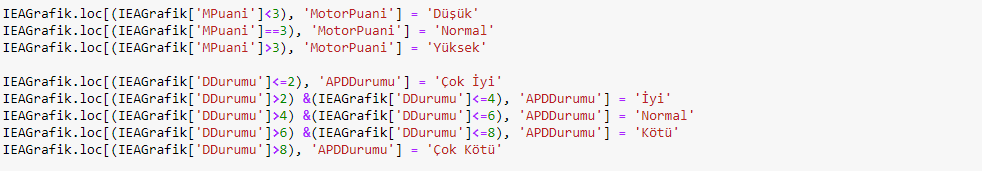 IEAGrafik.loc[(IEAGrafik['MPuani']<3), 'MotorPuani'] = 'Düşük'
IEAGrafik.loc[(IEAGrafik['MPuani']==3), 'MotorPuani'] = 'Normal'
IEAGrafik.loc[(IEAGrafik['MPuani']>3), 'MotorPuani'] = 'Yüksek'
IEAGrafik.loc[(IEAGrafik['DDurumu']<=2), 'APDDurumu'] = 'Çok İyi'
IEAGrafik.loc[(IEAGrafik['DDurumu']>2) &(IEAGrafik['DDurumu']<=4), 'APDDurumu'] = 'İyi'
IEAGrafik.loc[(IEAGrafik['DDurumu']>4) &(IEAGrafik['DDurumu']<=6), 'APDDurumu'] = 'Normal'
IEAGrafik.loc[(IEAGrafik['DDurumu']>6) &(IEAGrafik['DDurumu']<=8), 'APDDurumu'] = 'Kötü'
IEAGrafik.loc[(IEAGrafik['DDurumu']>8), 'APDDurumu'] = 'Çok Kötü'